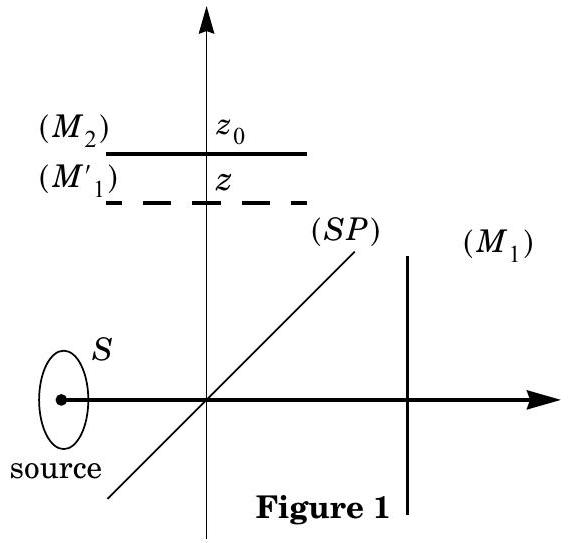 (M₂)
z₀
(M'₁)
z
(SP)
(M₁)
S
source
Figure 1